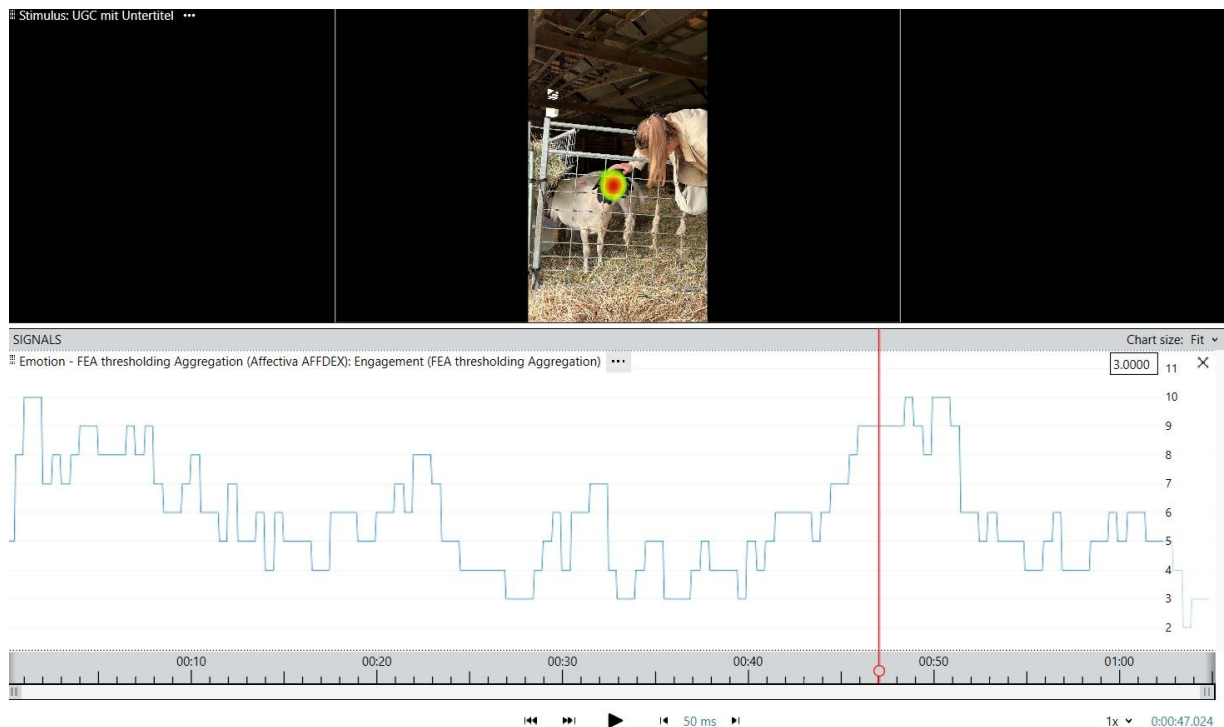 Stimulus: UGC mit Untertitel •••
SIGNALS
Chart size: Fit
Emotion - FEA thresholding Aggregation (Affectiva AFFDEX): Engagement (FEA thresholding Aggregation) •••
3.0000
11
10
9
8
7
6
5
4
3
2
00:10 00:20 00:30 00:40 00:50 01:00
50 ms
1x 0:00:47.024